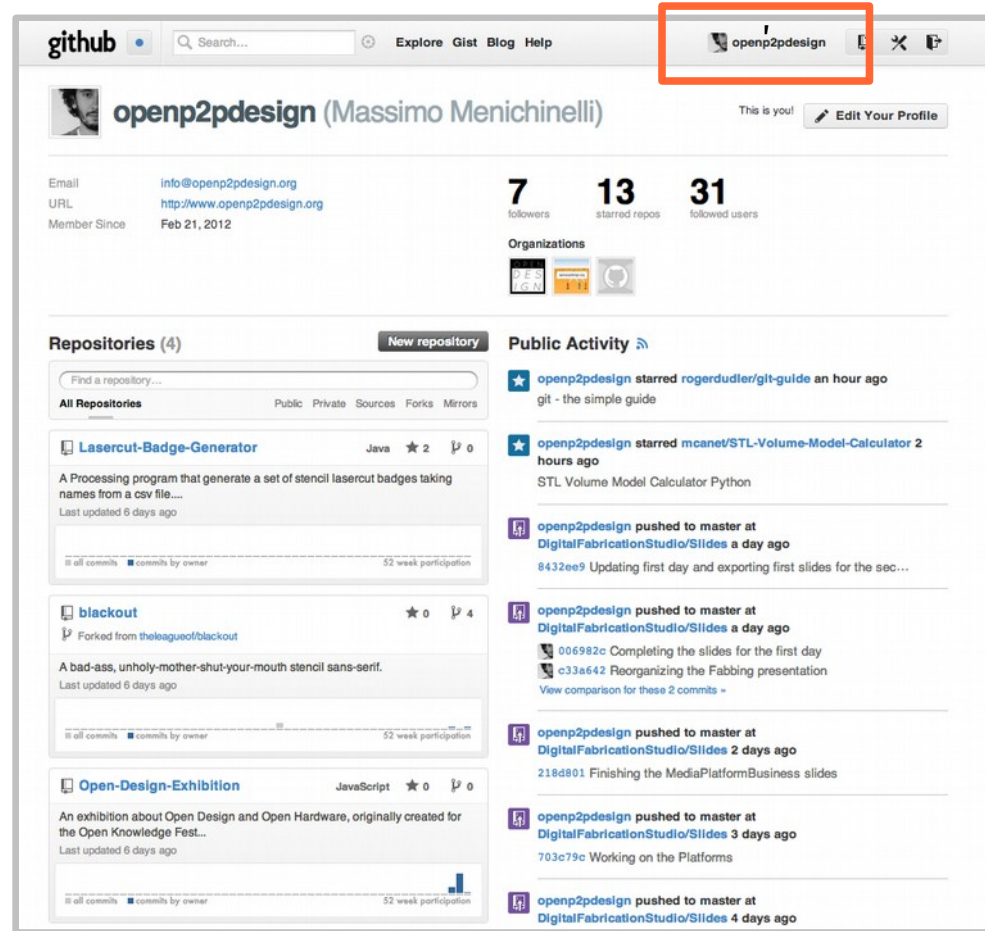 github
Search...
Explore Gist Blog Help
openp2pdesign
openp2pdesign (Massimo Menichinelli)
This is you!
Edit Your Profile
Email info@openp2pdesign.org
URL http://www.openp2pdesign.org
Member Since Feb 21, 2012
7 followers
13 starred repos
31 followed users
Organizations
OPEN
DES
IGN
Repositories (4)
New repository
Find a repository...
All Repositories
Public Private Sources Forks Mirrors
Lasercut-Badge-Generator
Java 2 0
A Processing program that generate a set of stencil lasercut badges taking
names from a csv file....
Last updated 6 days ago
all commits commits by owner 52 week participation
blackout
0 4
Forked from theleagueof/blackout
A bad-ass, unholy-mother-shut-your-mouth stencil sans-serif.
Last updated 6 days ago
all commits commits by owner 52 week participation
Open-Design-Exhibition
JavaScript 0 0
An exhibition about Open Design and Open Hardware, originally created for
the Open Knowledge Fest...
Last updated 6 days ago
all commits commits by owner 52 week participation
Public Activity
openp2pdesign starred rogerdudler/git-guide an hour ago
git - the simple guide
openp2pdesign starred mcanet/STL-Volume-Model-Calculator 2
hours ago
STL Volume Model Calculator Python
openp2pdesign pushed to master at
DigitalFabricationStudio/Slides a day ago
8432ee9 Updating first day and exporting first slides for the sec...
openp2pdesign pushed to master at
DigitalFabricationStudio/Slides a day ago
006982c Completing the slides for the first day
c33a642 Reorganizing the Fabbing presentation
View comparison for these 2 commits »
openp2pdesign pushed to master at
DigitalFabricationStudio/Slides 2 days ago
218d801 Finishing the MediaPlatformBusiness slides
openp2pdesign pushed to master at
DigitalFabricationStudio/Slides 3 days ago
703c79c Working on the Platforms
openp2pdesign pushed to master at
DigitalFabricationStudio/Slides 4 days ago